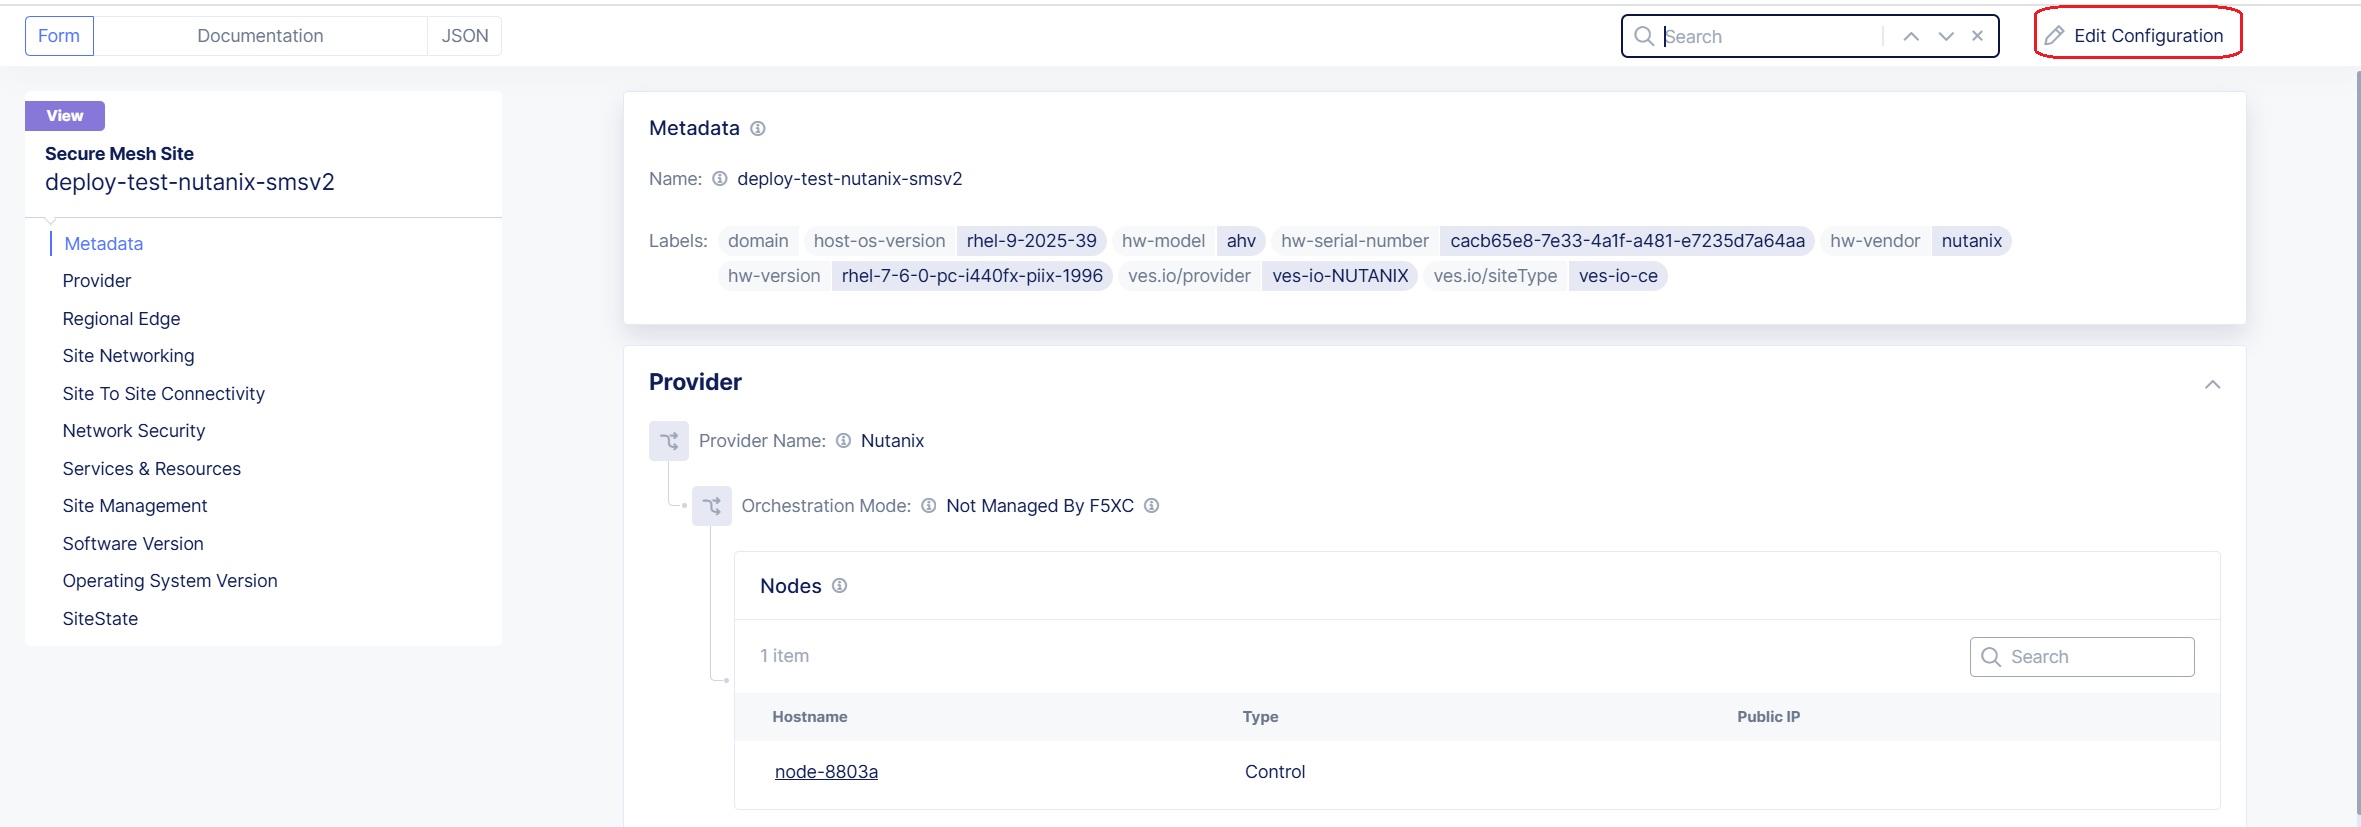 Form
Documentation
JSON
Search
Edit Configuration
View
Secure Mesh Site
deploy-test-nutanix-smsv2
Metadata
Provider
Regional Edge
Site Networking
Site To Site Connectivity
Network Security
Services & Resources
Site Management
Software Version
Operating System Version
SiteState
Metadata
Name: deploy-test-nutanix-smsv2
Labels: domain host-os-version rhel-9-2025-39 hw-model ahv hw-serial-number cacb65e8-7e33-4a1f-a481-e7235d7a64aa hw-vendor nutanix
hw-version rhel-7-6-0-pc-i440fx-piix-1996 ves.io/provider ves-io-NUTANIX ves.io/siteType ves-io-ce
Provider
Provider Name: Nutanix
Orchestration Mode: Not Managed By F5XC
Nodes
1 item
Search
Hostname Type Public IP
node-8803a Control